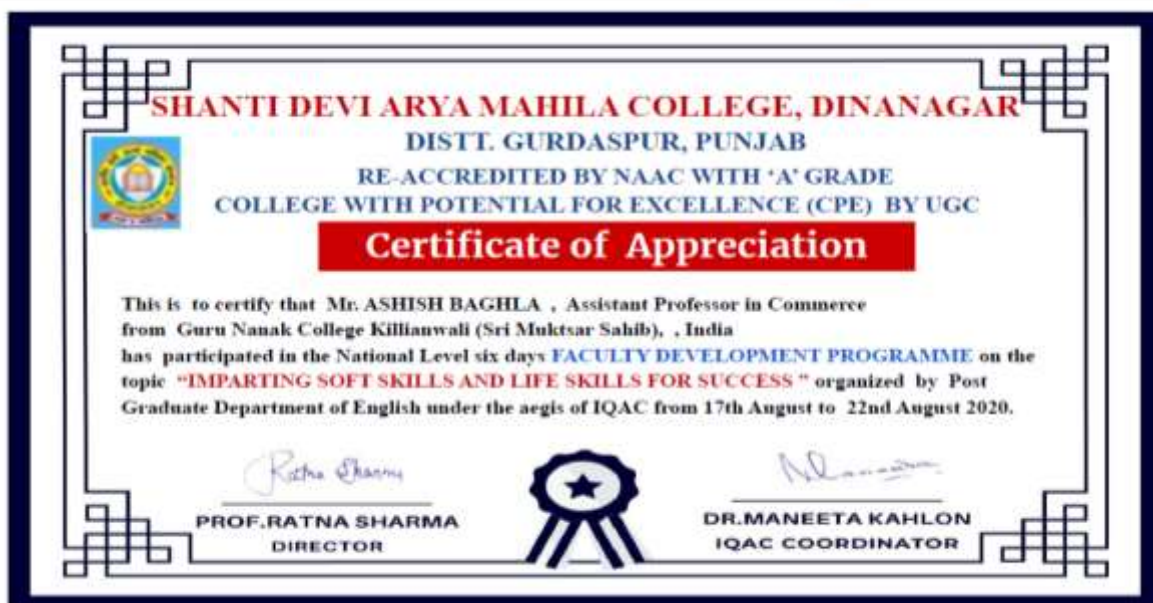 SHANTI DEVI ARYA MAHILA COLLEGE, DINANAGAR
DISTT. GURDASPUR, PUNJAB
RE-ACCREDITED BY NAAC WITH ‘A’ GRADE
COLLEGE WITH POTENTIAL FOR EXCELLENCE (CPE) BY UGC
Certificate of Appreciation
This is to certify that Mr. ASHISH BAGHLA , Assistant Professor in Commerce
from Guru Nanak College Killianwali (Sri Muktsar Sahib), , India
has participated in the National Level six days FACULTY DEVELOPMENT PROGRAMME on the
topic “IMPARTING SOFT SKILLS AND LIFE SKILLS FOR SUCCESS ” organized by Post
Graduate Department of English under the aegis of IQAC from 17th August to 22nd August 2020.
Ratna Sharma
PROF.RATNA SHARMA
DIRECTOR
DR.MANEETA KAHLON
IQAC COORDINATOR